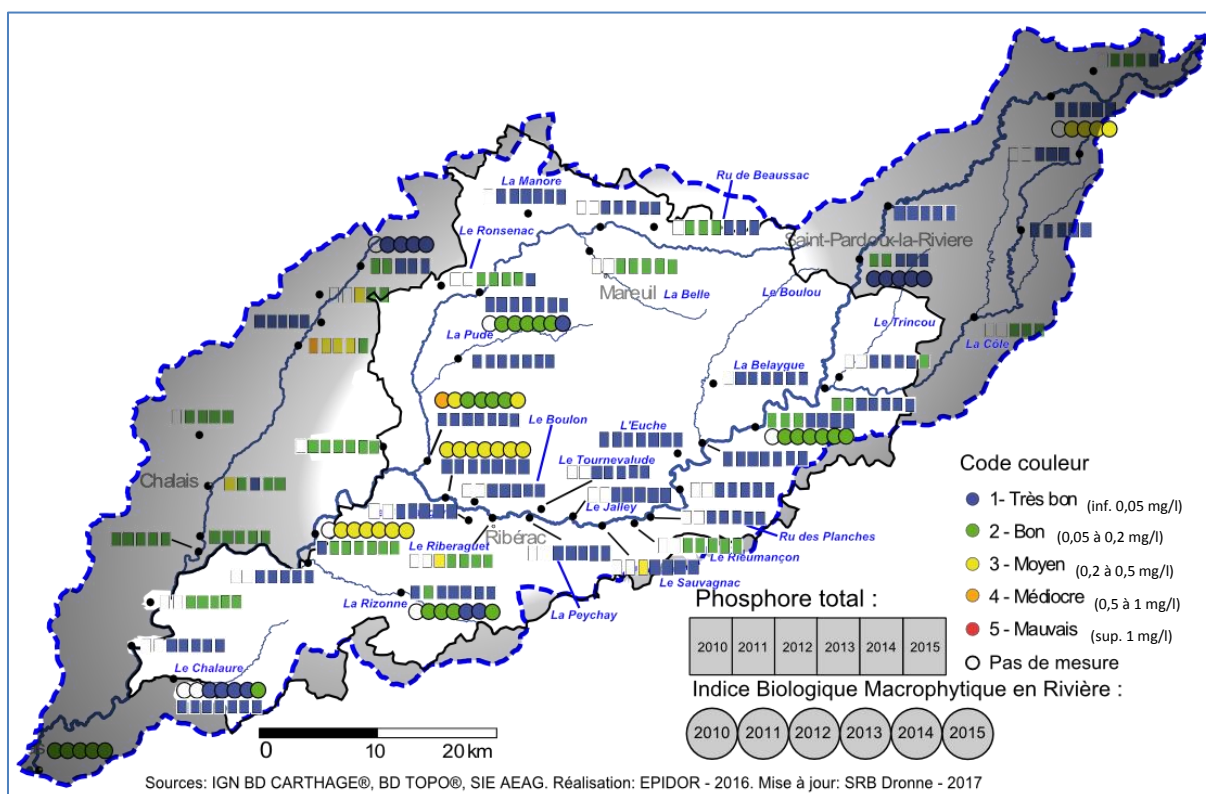 La Manore
Ru de Beaussac
Le Ronsenac
Saint-Pardoux-la-Riviere
Mareuil
La Belle
Le Boulou
Le Trincou
La Pude
La Côle
La Belaygue
Le Boulon
L'Euche
Le Tournevalude
Chalais
Le Jalley
Le Riberaguet
Ribérac
Ru des Planches
Le Rieumançon
Le Sauvagnac
La Rizonne
La Peychay
Le Chalaure
Code couleur
1- Très bon (inf. 0,05 mg/l)
2 - Bon (0,05 à 0,2 mg/l)
3 - Moyen (0,2 à 0,5 mg/l)
4 - Médiocre (0,5 à 1 mg/l)
5 - Mauvais (sup. 1 mg/l)
Pas de mesure
Phosphore total :
2010 2011 2012 2013 2014 2015
Indice Biologique Macrophytique en Rivière :
2010 2011 2012 2013 2014 2015
0 10 20 km
Sources: IGN BD CARTHAGE®, BD TOPO®, SIE AEAG. Réalisation: EPIDOR - 2016. Mise à jour: SRB Dronne - 2017